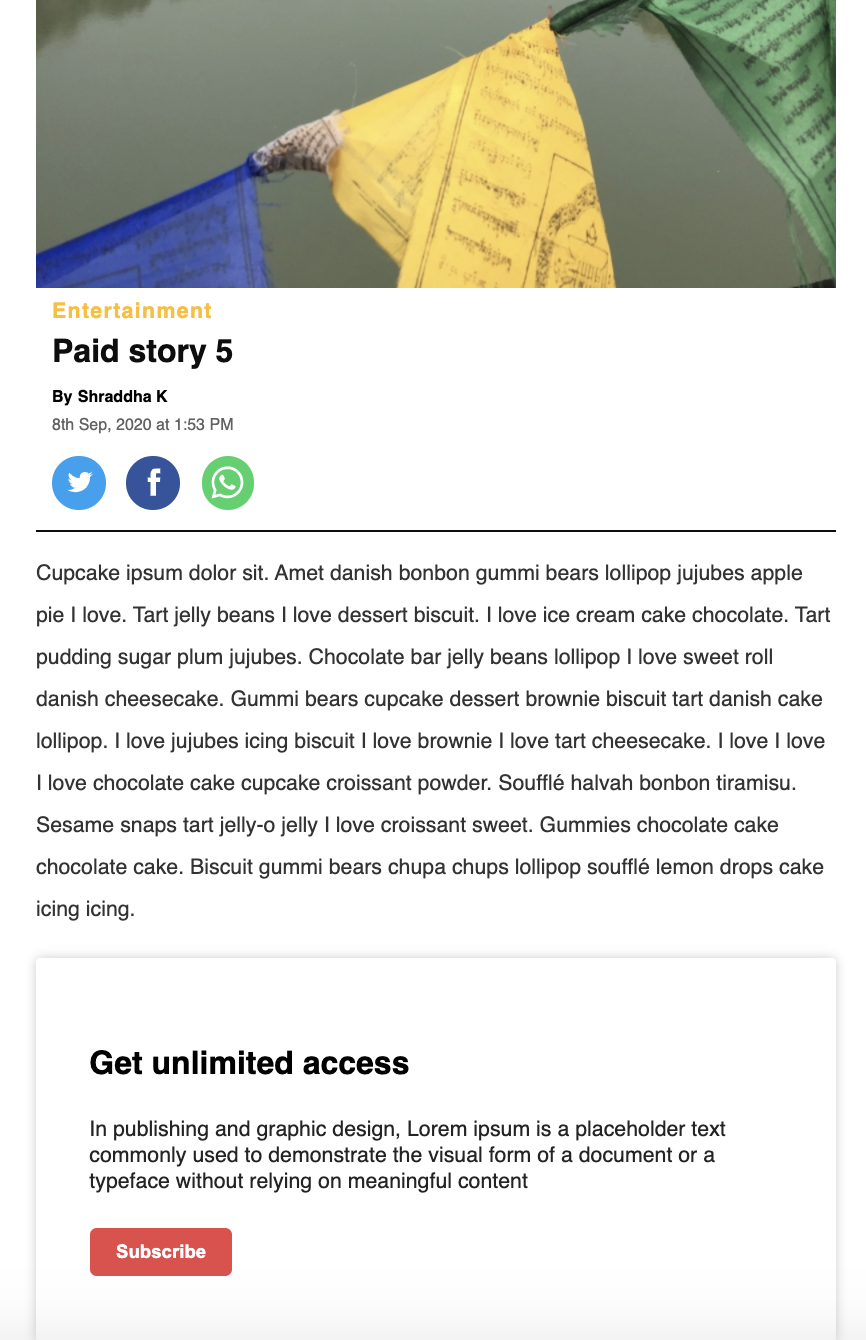 Entertainment
Paid story 5
By Shraddha K
8th Sep, 2020 at 1:53 PM
Cupcake ipsum dolor sit. Amet danish bonbon gummi bears lollipop jujubes apple
pie I love. Tart jelly beans I love dessert biscuit. I love ice cream cake chocolate. Tart
pudding sugar plum jujubes. Chocolate bar jelly beans lollipop I love sweet roll
danish cheesecake. Gummi bears cupcake dessert brownie biscuit tart danish cake
lollipop. I love jujubes icing biscuit I love brownie I love tart cheesecake. I love I love
I love chocolate cake cupcake croissant powder. Soufflé halvah bonbon tiramisu.
Sesame snaps tart jelly-o jelly I love croissant sweet. Gummies chocolate cake
chocolate cake. Biscuit gummi bears chupa chups lollipop soufflé lemon drops cake
icing icing.
Get unlimited access
In publishing and graphic design, Lorem ipsum is a placeholder text
commonly used to demonstrate the visual form of a document or a
typeface without relying on meaningful content
Subscribe